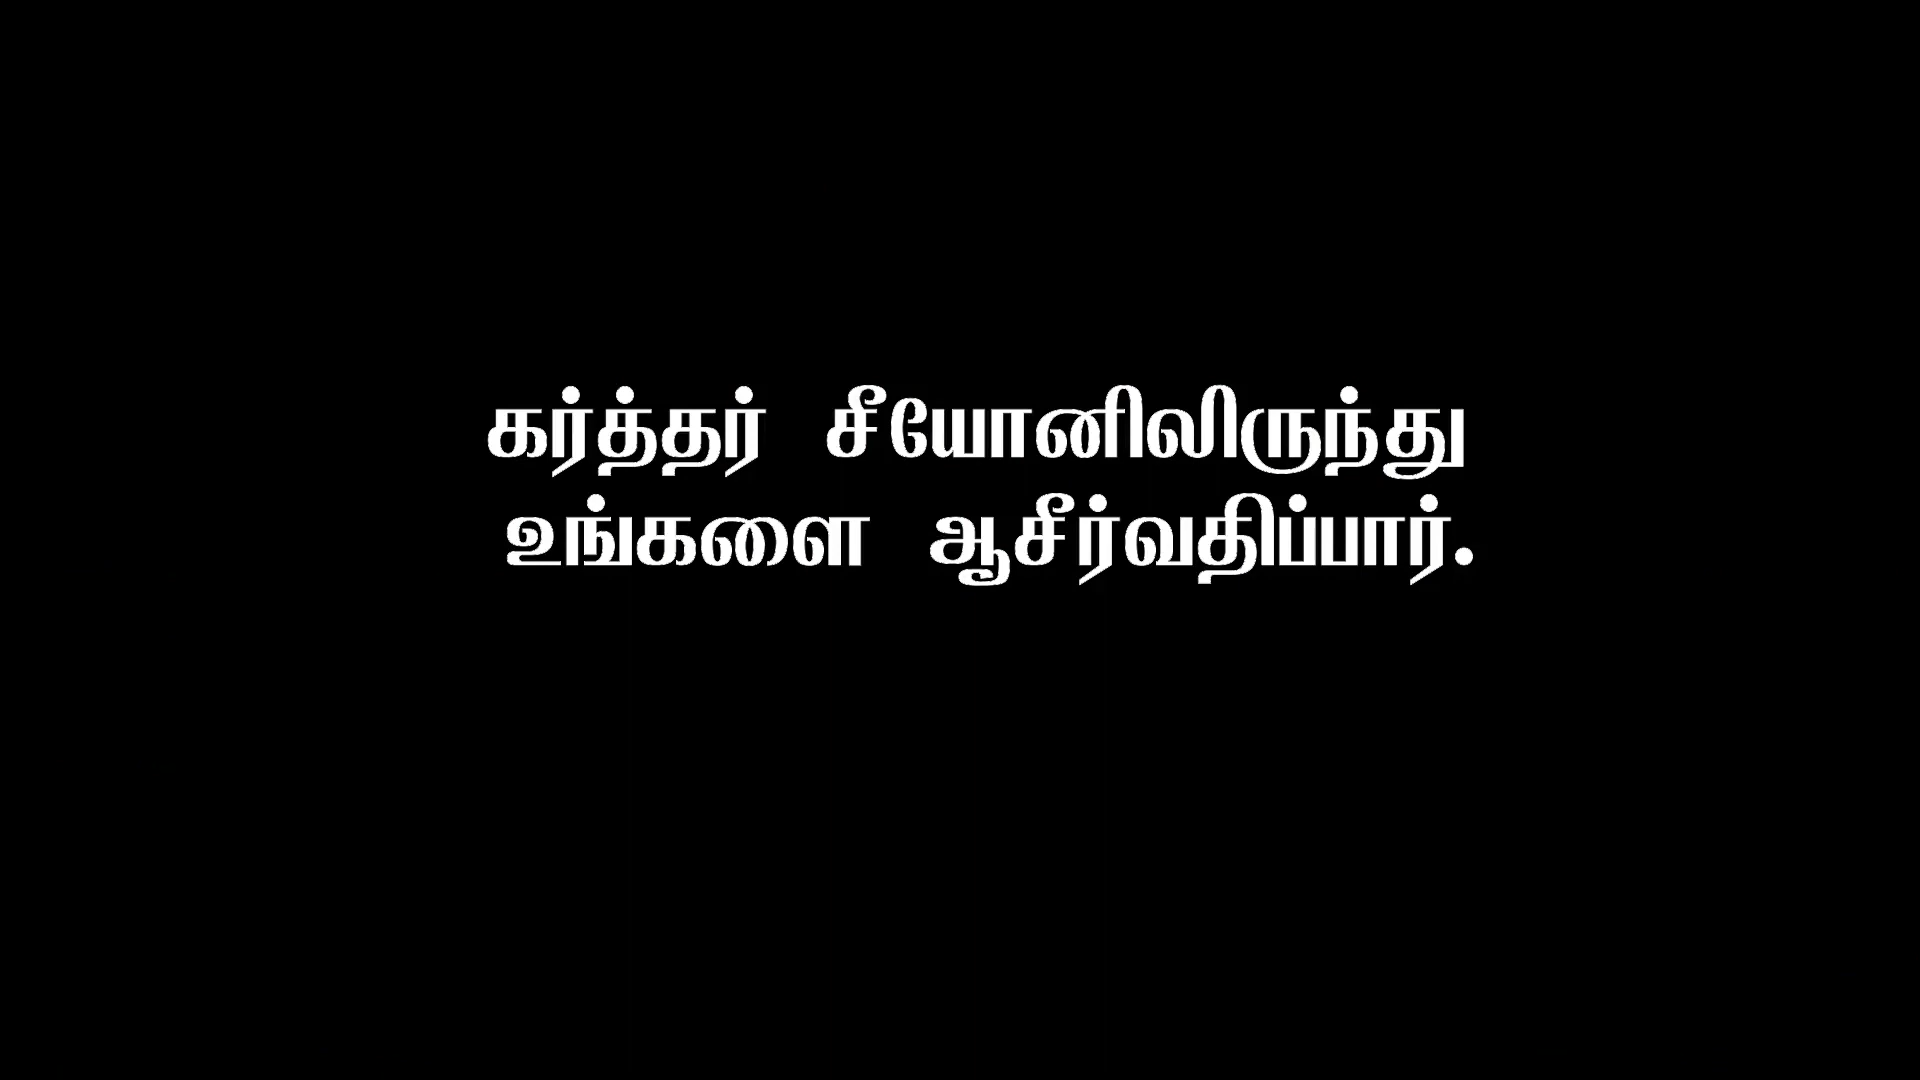 கர்த்தர் சீயோனிலிருந்து
உங்களை ஆசீர்வதிப்பார்.